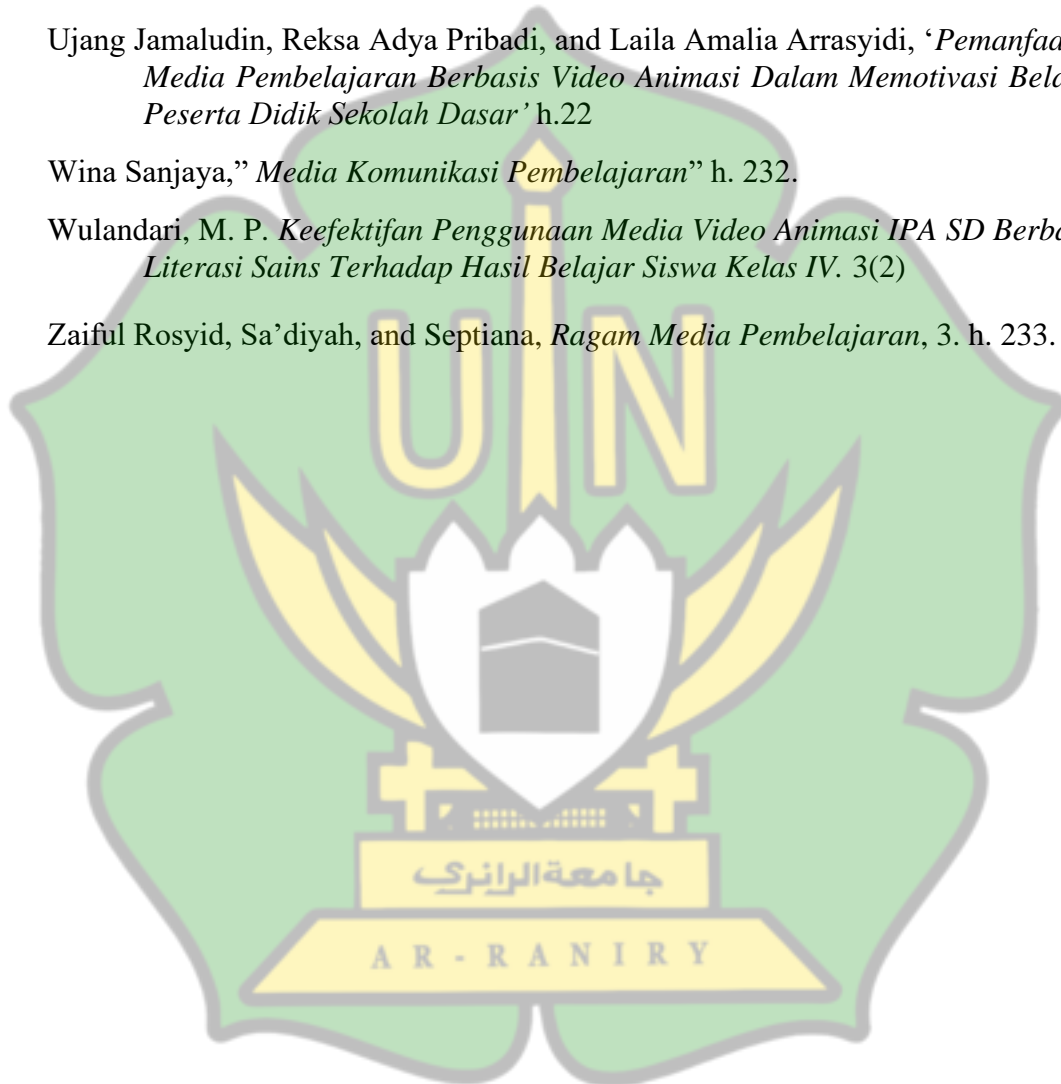 Ujang Jamaludin, Reksa Adya Pribadi, and Laila Amalia Arrasyidi, ‘Pemanfaa
Media Pembelajaran Berbasis Video Animasi Dalam Memotivasi Bela
Peserta Didik Sekolah Dasar’ h.22
Wina Sanjaya,” Media Komunikasi Pembelajaran” h. 232.
Wulandari, M. P. Keefektifan Penggunaan Media Video Animasi IPA SD Berba
Literasi Sains Terhadap Hasil Belajar Siswa Kelas IV. 3(2)
Zaiful Rosyid, Sa’diyah, and Septiana, Ragam Media Pembelajaran, 3. h. 233.
UIN
جامعة الرانري
AR - RANIRY